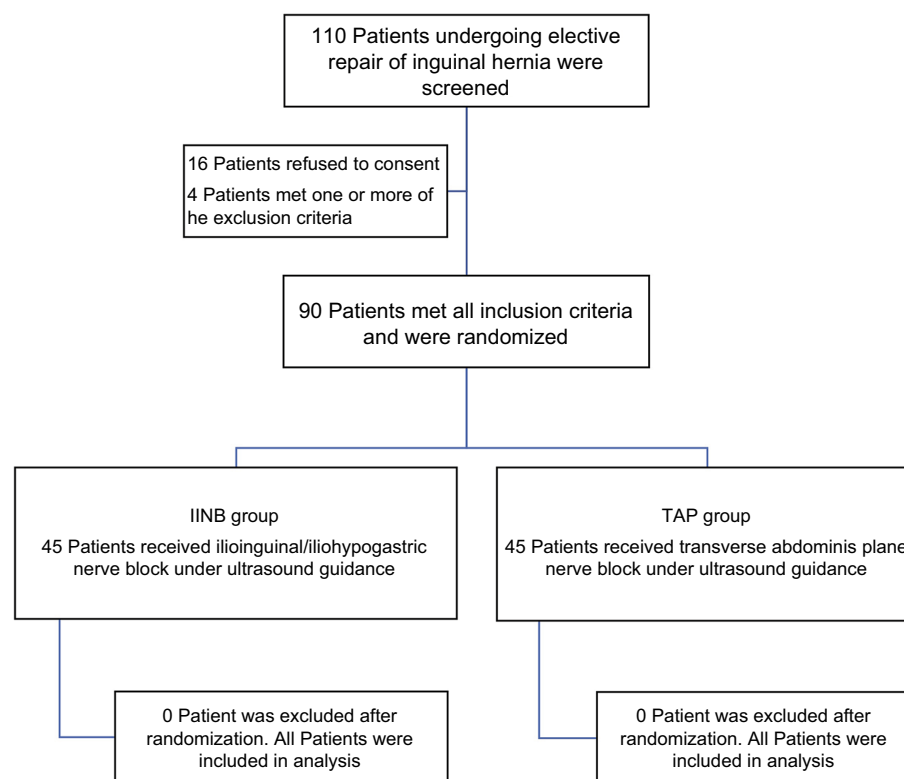 110 Patients undergoing elective
repair of inguinal hernia were
screened
16 Patients refused to consent
4 Patients met one or more of
he exclusion criteria
90 Patients met all inclusion criteria
and were randomized
IINB group
45 Patients received ilioinguinal/iliohypogastric
nerve block under ultrasound guidance
TAP group
45 Patients received transverse abdominis plane
nerve block under ultrasound guidance
0 Patient was excluded after
randomization. All Patients were
included in analysis
0 Patient was excluded after
randomization. All Patients were
included in analysis